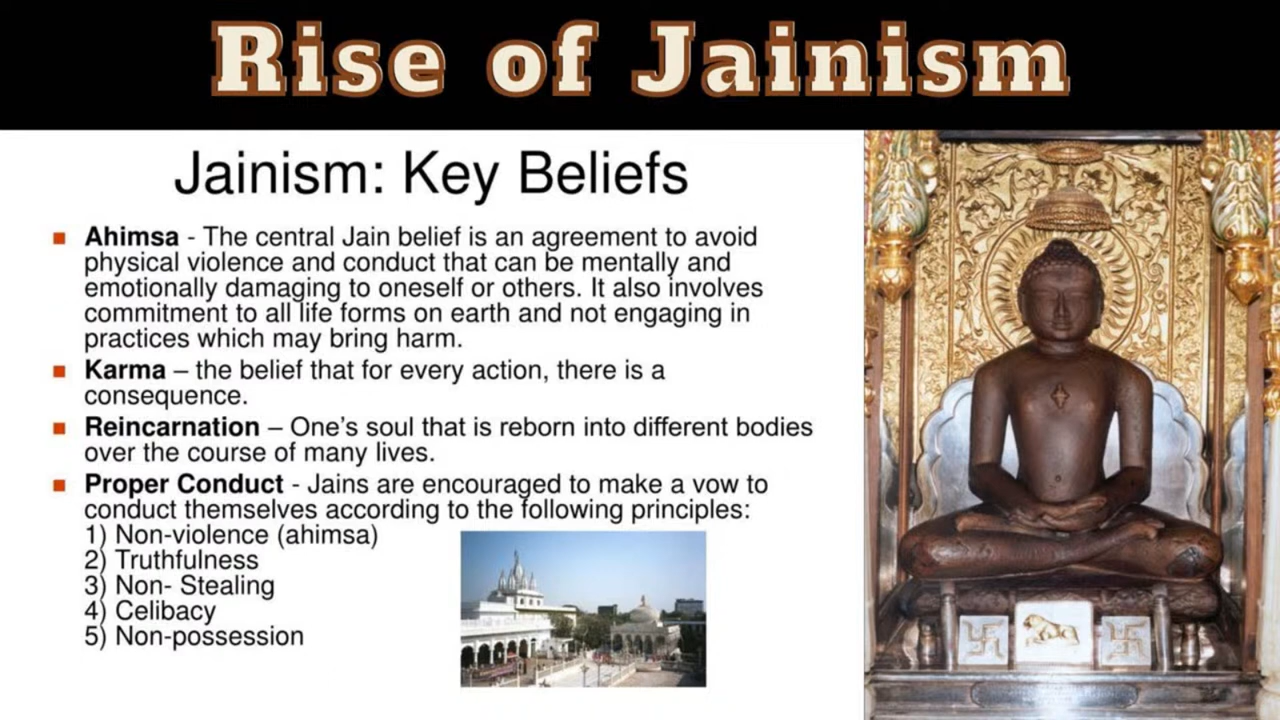 Rise of Jainism
Jainism: Key Beliefs
Ahimsa - The central Jain belief is an agreement to avoid
physical violence and conduct that can be mentally and
emotionally damaging to oneself or others. It also involves
commitment to all life forms on earth and not engaging in
practices which may bring harm.
Karma – the belief that for every action, there is a
consequence.
Reincarnation – One's soul that is reborn into different bodies
over the course of many lives.
Proper Conduct - Jains are encouraged to make a vow to
conduct themselves according to the following principles:
1) Non-violence (ahimsa)
2) Truthfulness
3) Non- Stealing
4) Celibacy
5) Non-possession